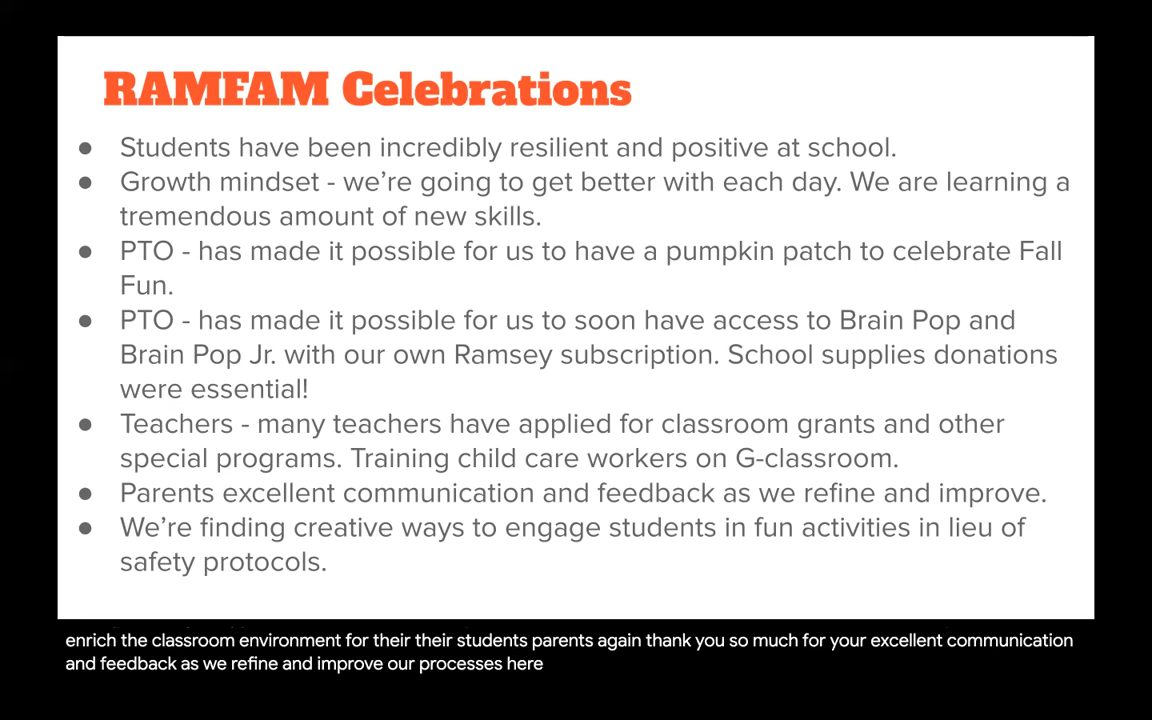 RAMFAM Celebrations
● Students have been incredibly resilient and positive at school.
● Growth mindset - we're going to get better with each day. We are learning a
tremendous amount of new skills.
● PTO - has made it possible for us to have a pumpkin patch to celebrate Fall
Fun.
● PTO - has made it possible for us to soon have access to Brain Pop and
Brain Pop Jr. with our own Ramsey subscription. School supplies donations
were essential!
● Teachers - many teachers have applied for classroom grants and other
special programs. Training child care workers on G-classroom.
● Parents excellent communication and feedback as we refine and improve.
● We're finding creative ways to engage students in fun activities in lieu of
safety protocols.
enrich the classroom environment for their their students parents again thank you so much for your excellent communication
and feedback as we refine and improve our processes here